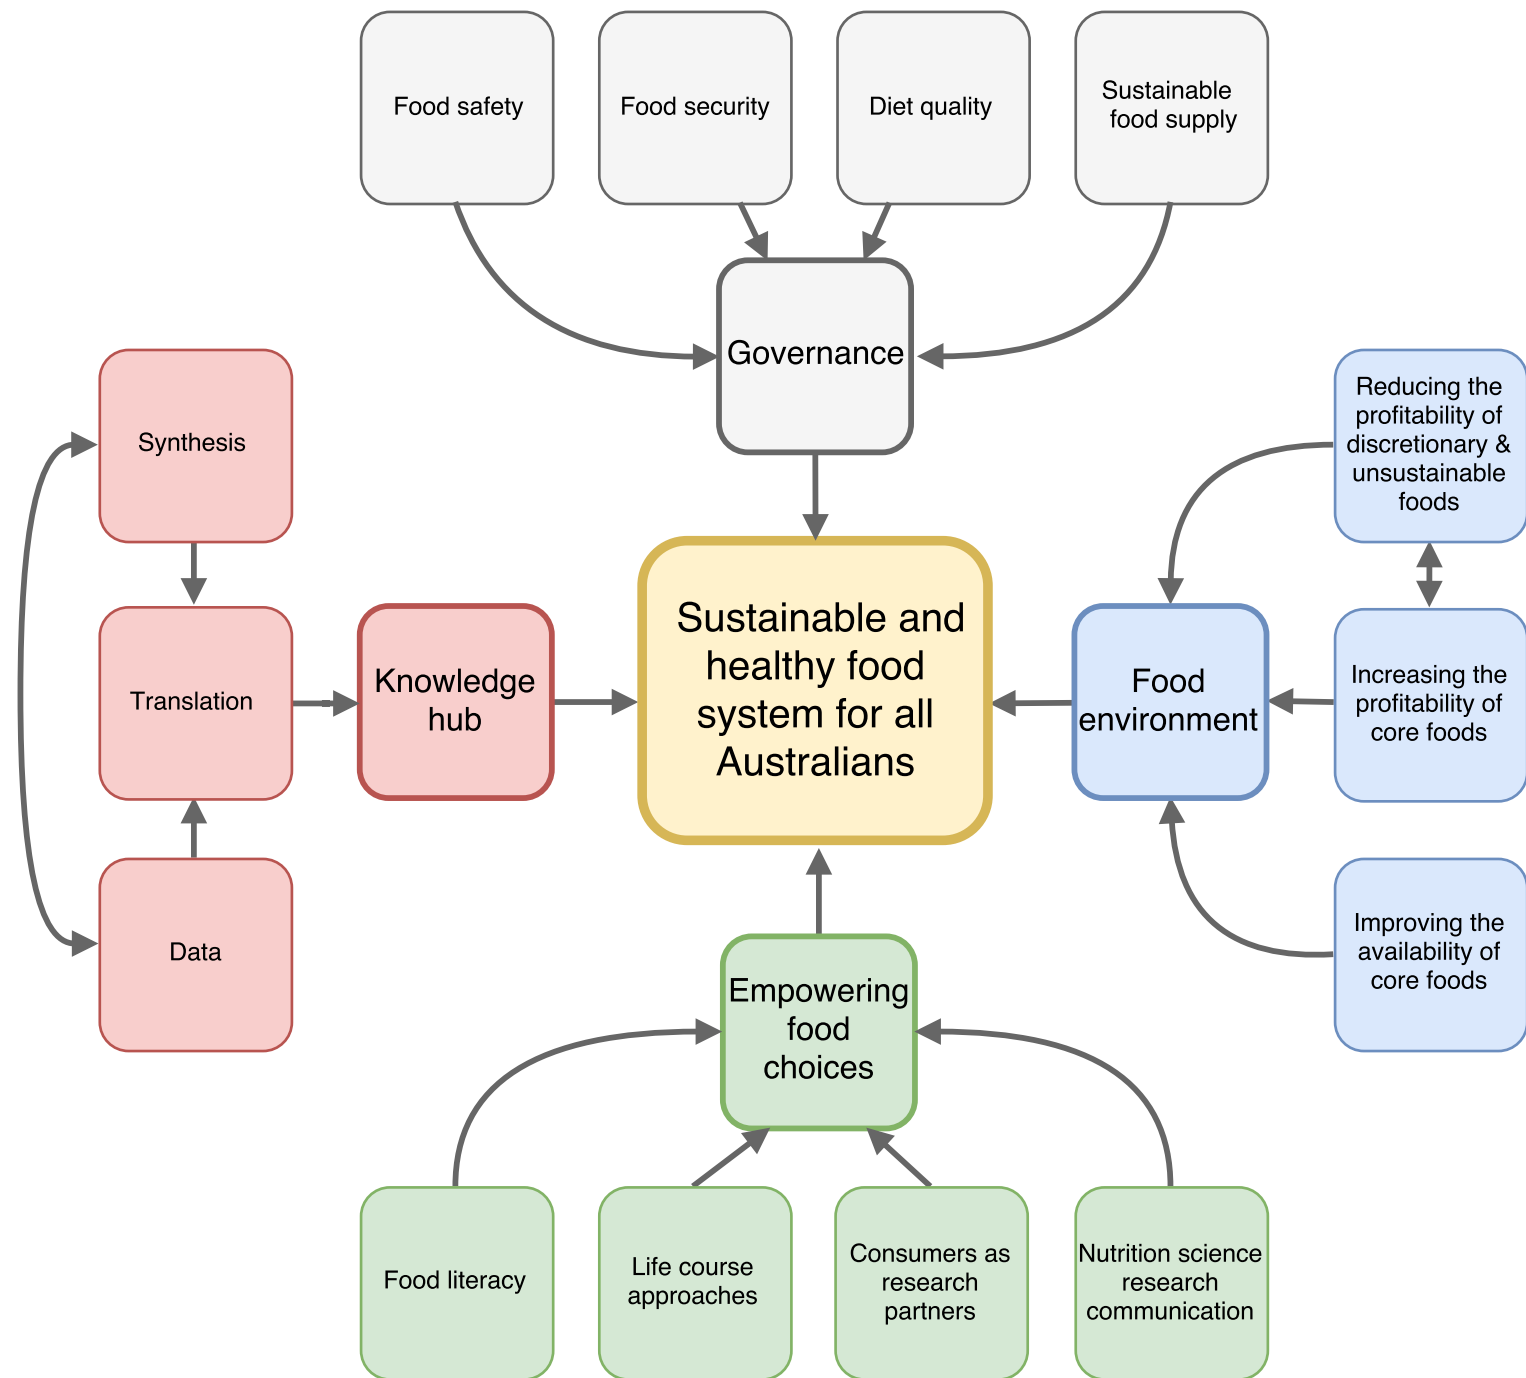 Food safety
Food security
Diet quality
Sustainable
food supply
Governance
Synthesis
Translation
Data
Knowledge
hub
Sustainable and
healthy food
system for all
Australians
Food
environment
Reducing the
profitability of
discretionary &
unsustainable
foods
Increasing the
profitability of
core foods
Improving the
availability of
core foods
Empowering
food
choices
Food literacy
Life course
approaches
Consumers as
research
partners
Nutrition science
research
communication